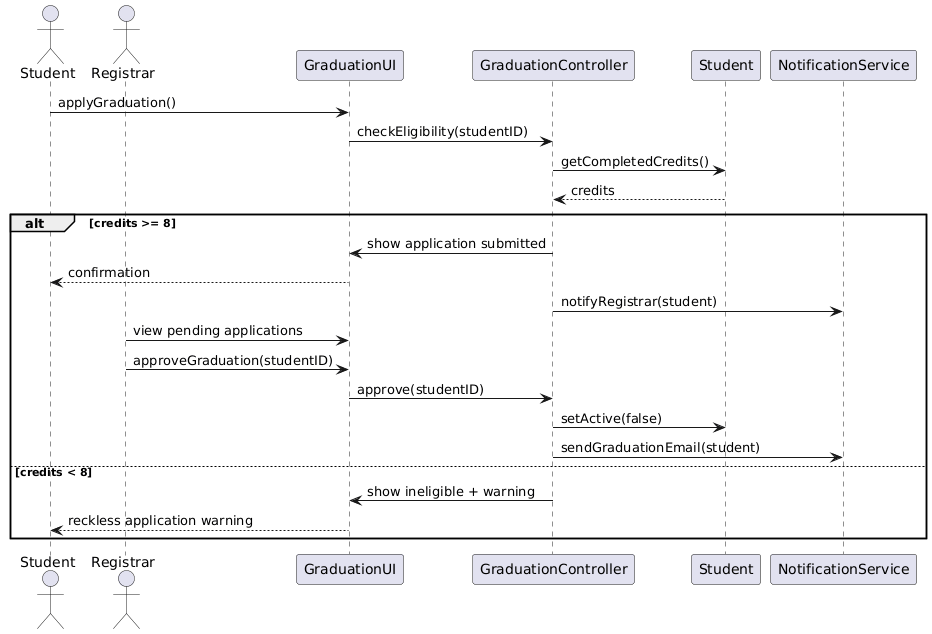 Student
Registrar
GraduationUI
GraduationController
Student
NotificationService
applyGraduation()
checkEligibility(studentID)
getCompletedCredits()
credits
alt
[credits >= 8]
show application submitted
confirmation
notifyRegistrar(student)
view pending applications
approveGraduation(studentID)
approve(studentID)
setActive(false)
sendGraduationEmail(student)
[credits < 8]
show ineligible + warning
reckless application warning
Student
Registrar
GraduationUI
GraduationController
Student
NotificationService